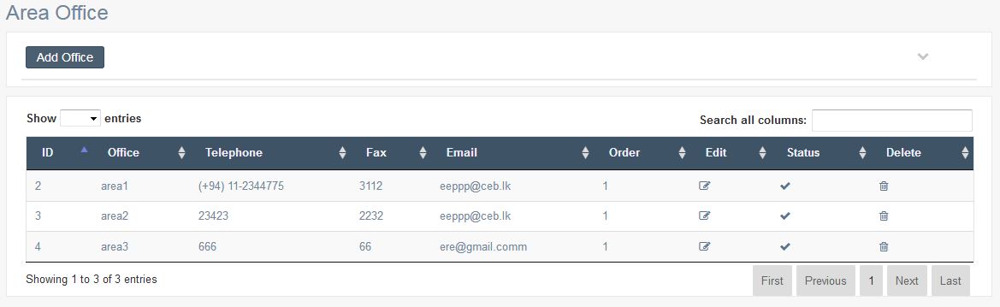 Area Office
Add Office
Show entries
Search all columns:
ID Office Telephone Fax Email Order Edit Status Delete
2 area1 (+94) 11-2344775 3112 eeppp@ceb.lk 1
3 area2 23423 2232 eeppp@ceb.lk 1
4 area3 666 66 ere@gmail.comm 1
Showing 1 to 3 of 3 entries
First Previous 1 Next Last